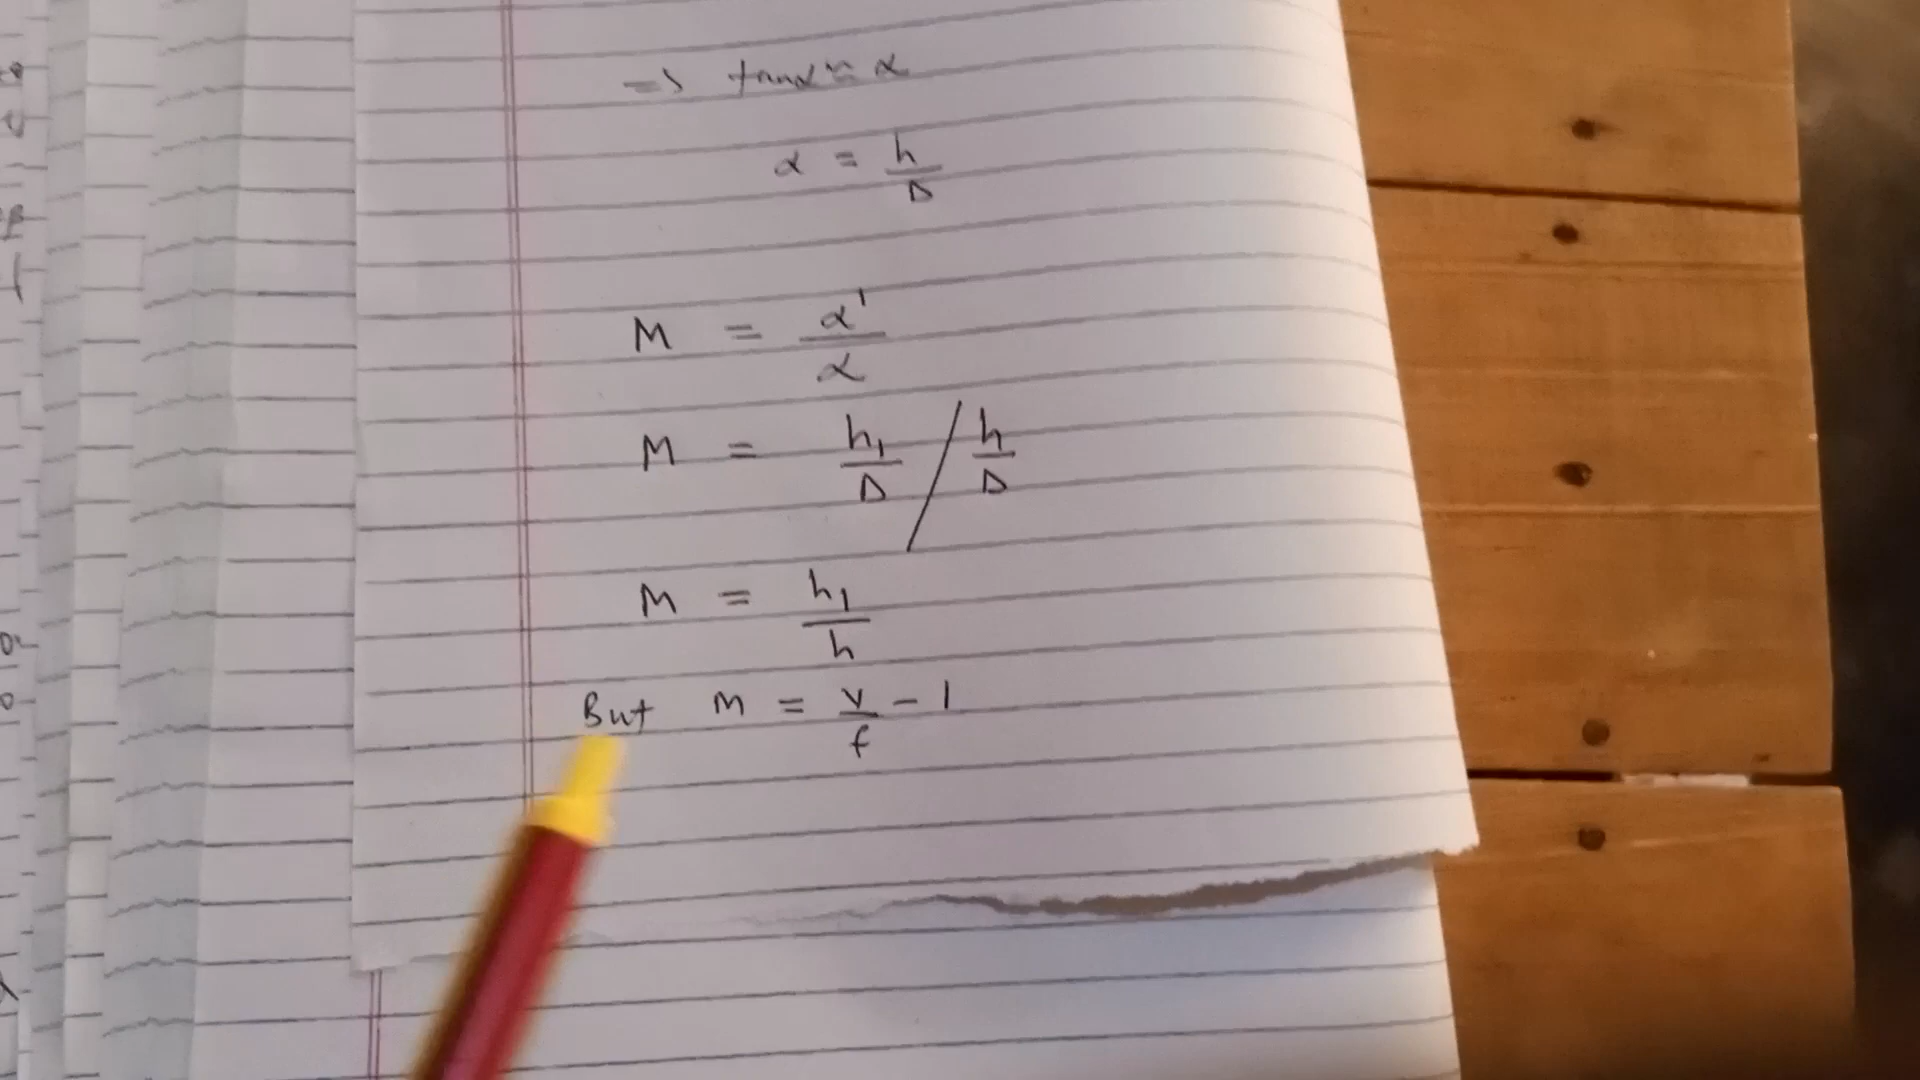 => tanα ≃ α
α = h/D
M = α'/α
M = h₁/D / h/D
M = h₁/h
But m = v/f - 1